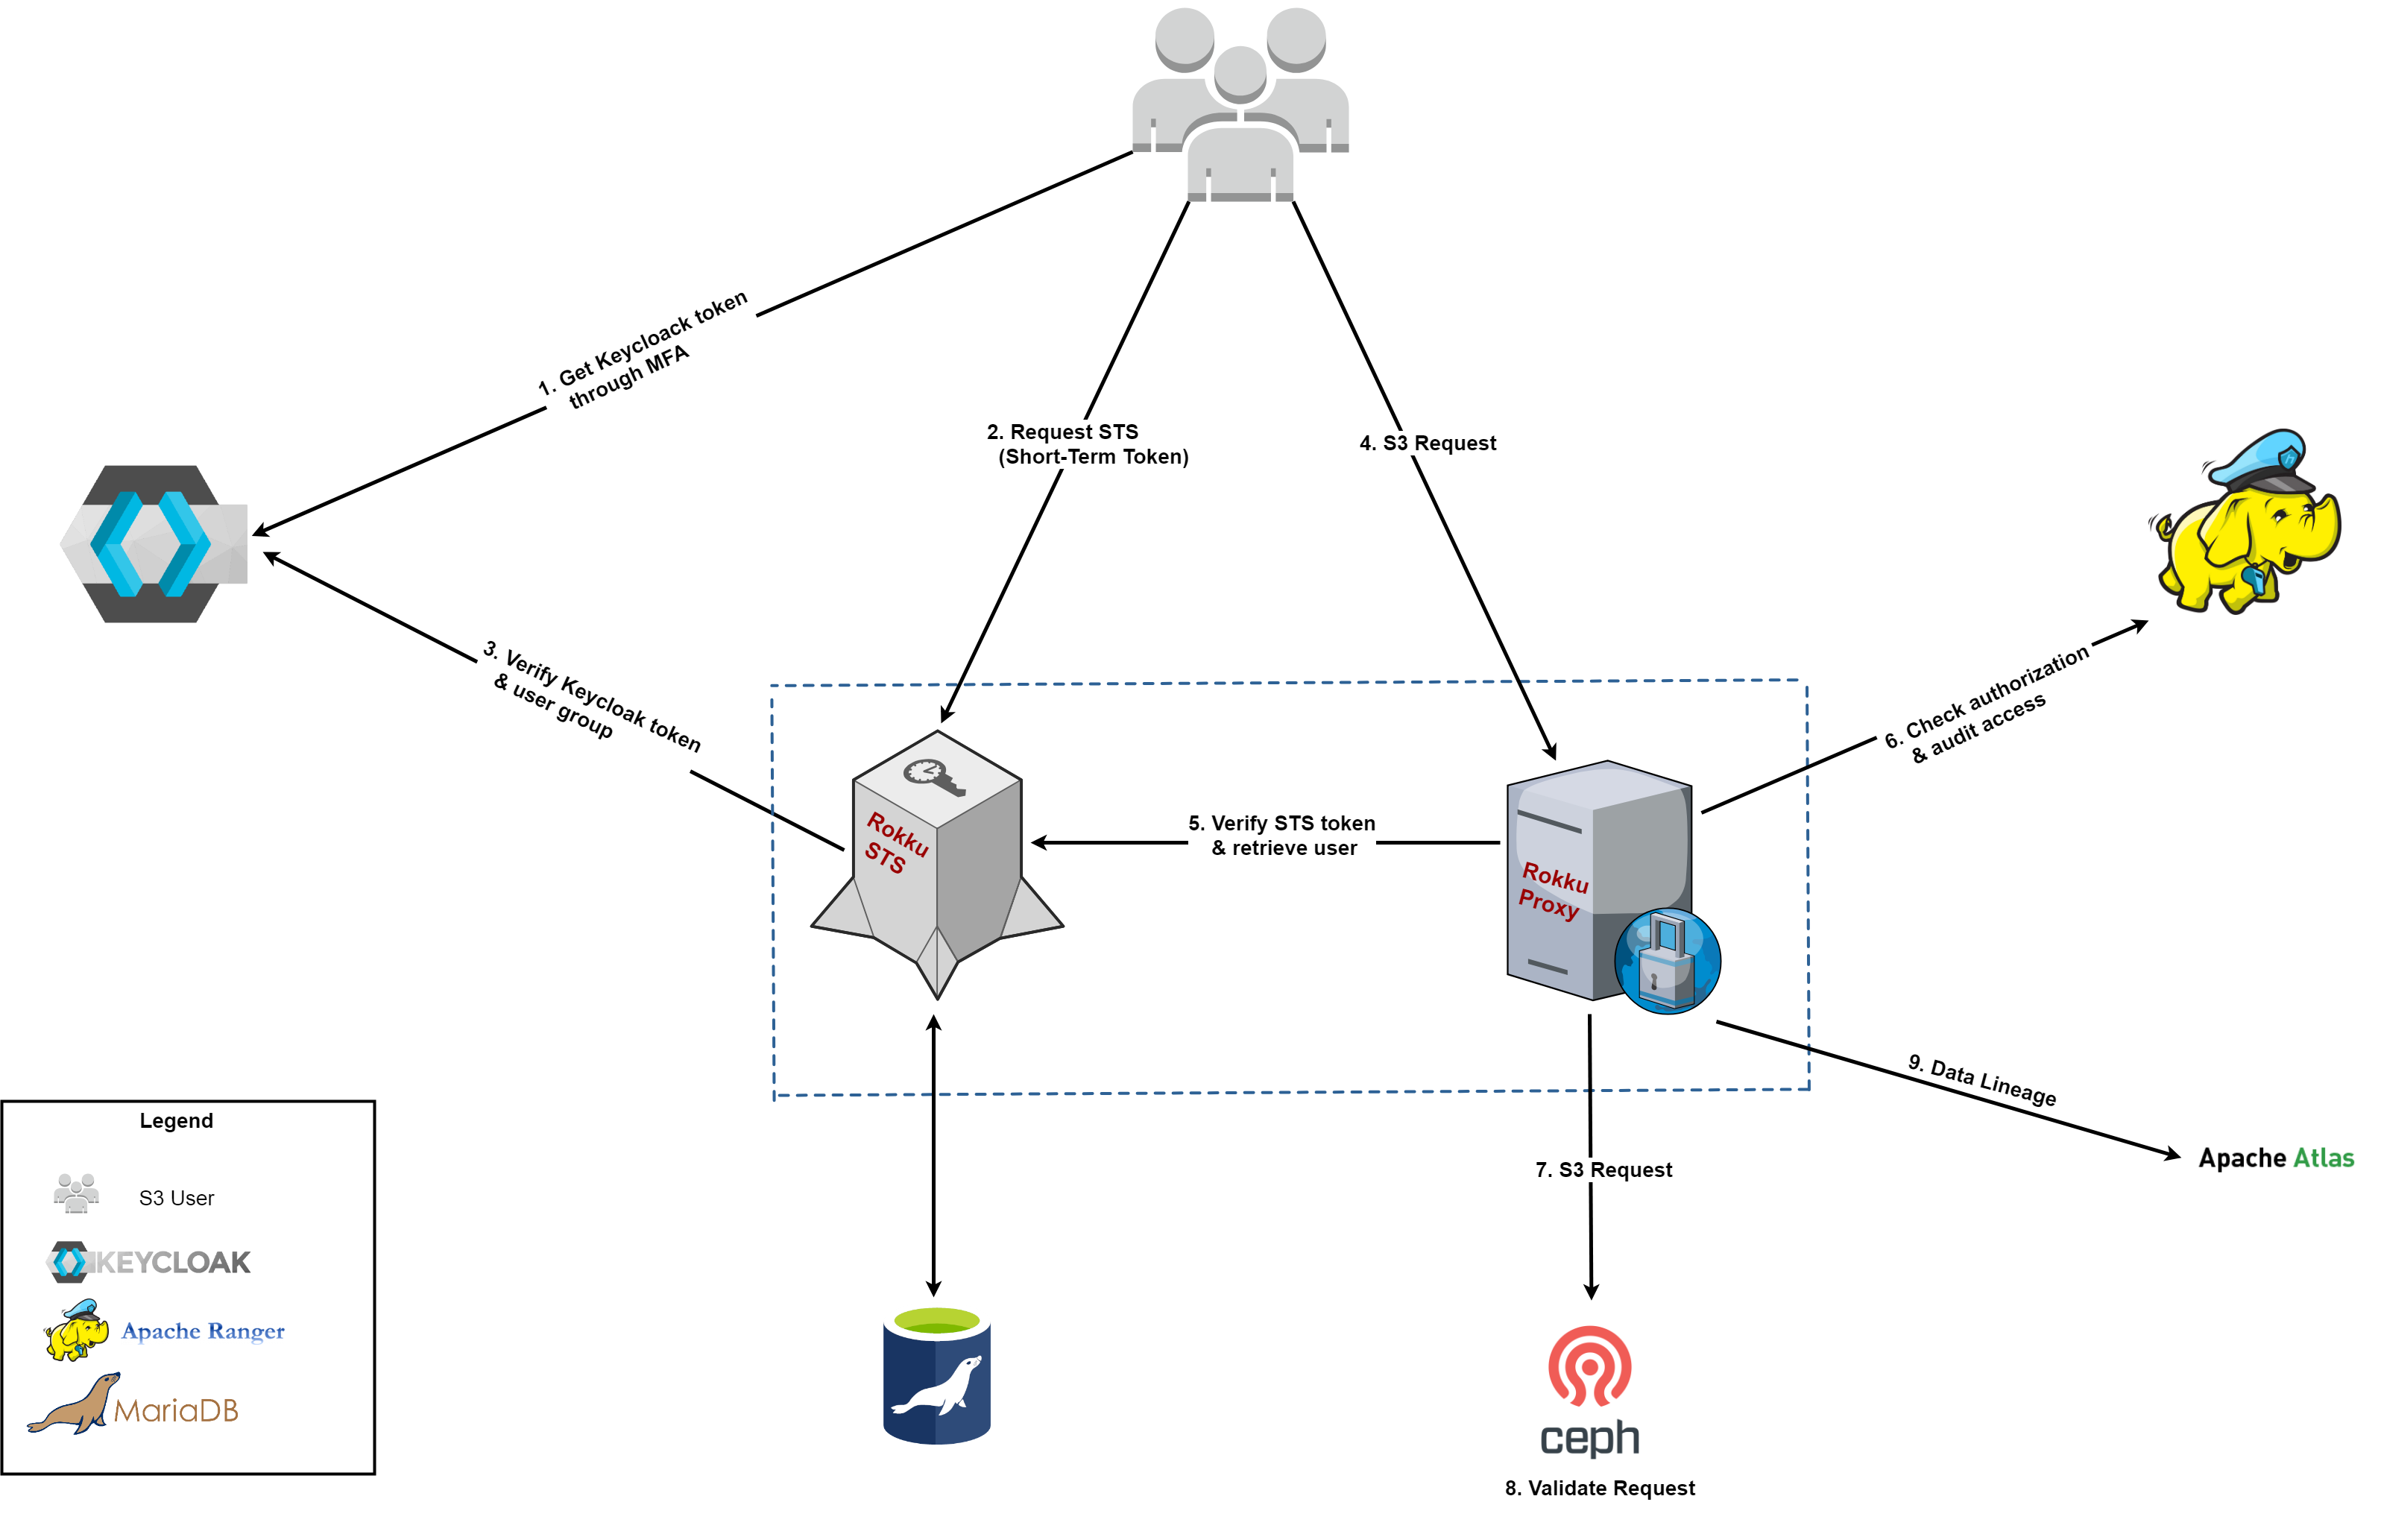 1. Get Keycloack token
through MFA
2. Request STS
(Short-Term Token)
4. S3 Request
3. Verify Keycloak token
& user group
6. Check authorization
& audit access
Rokku
STS
5. Verify STS token
& retrieve user
Rokku
Proxy
9. Data Lineage
Apache Atlas
7. S3 Request
ceph
8. Validate Request
Legend
S3 User
KEYCLOAK
Apache Ranger
MariaDB